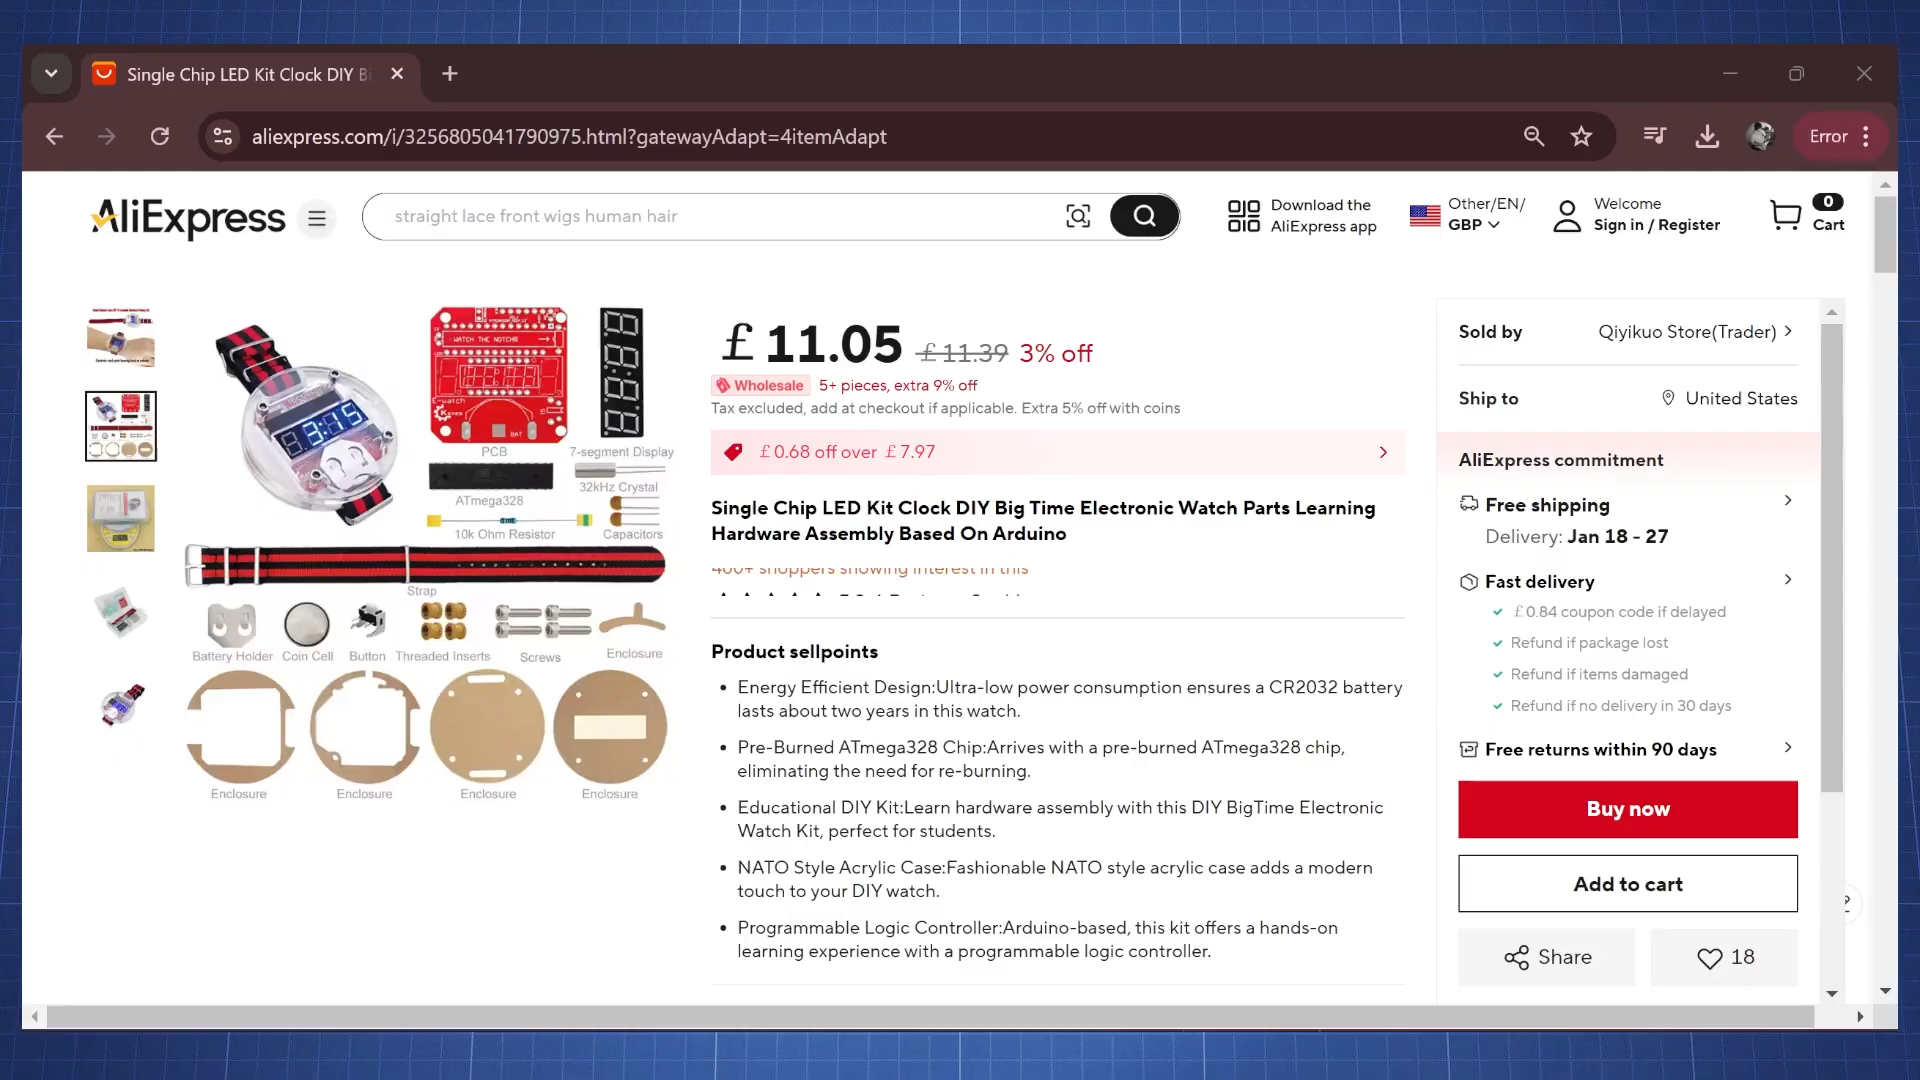 Single Chip LED Kit Clock DIY Bi
aliexpress.com/i/3256805041790975.html?gatewayAdapt=4itemAdapt
Error
AliExpress
straight lace front wigs human hair
Download the
AliExpress app
Other/EN/
GBP
Welcome
Sign in / Register
0
Cart
WATCH THE NOTCH!
E-watch
BAT
3:15
PCB
7-segment Display
ATmega328
32kHz Crystal
10k Ohm Resistor
Capacitors
Strap
Battery Holder
Coin Cell
Button
Threaded Inserts
Screws
Enclosure
Enclosure
Enclosure
Enclosure
Enclosure
£11.05 £11.39 3% off
Wholesale 5+ pieces, extra 9% off
Tax excluded, add at checkout if applicable. Extra 5% off with coins
£0.68 off over £7.97
Single Chip LED Kit Clock DIY Big Time Electronic Watch Parts Learning
Hardware Assembly Based On Arduino
400+ shoppers showing interest in this
Product sellpoints
• Energy Efficient Design:Ultra-low power consumption ensures a CR2032 battery
lasts about two years in this watch.
• Pre-Burned ATmega328 Chip:Arrives with a pre-burned ATmega328 chip,
eliminating the need for re-burning.
• Educational DIY Kit:Learn hardware assembly with this DIY BigTime Electronic
Watch Kit, perfect for students.
• NATO Style Acrylic Case:Fashionable NATO style acrylic case adds a modern
touch to your DIY watch.
• Programmable Logic Controller:Arduino-based, this kit offers a hands-on
learning experience with a programmable logic controller.
Sold by
Qiyikuo Store(Trader)
Ship to
United States
AliExpress commitment
Free shipping
Delivery: Jan 18 - 27
Fast delivery
£0.84 coupon code if delayed
Refund if package lost
Refund if items damaged
Refund if no delivery in 30 days
Free returns within 90 days
Buy now
Add to cart
Share
18